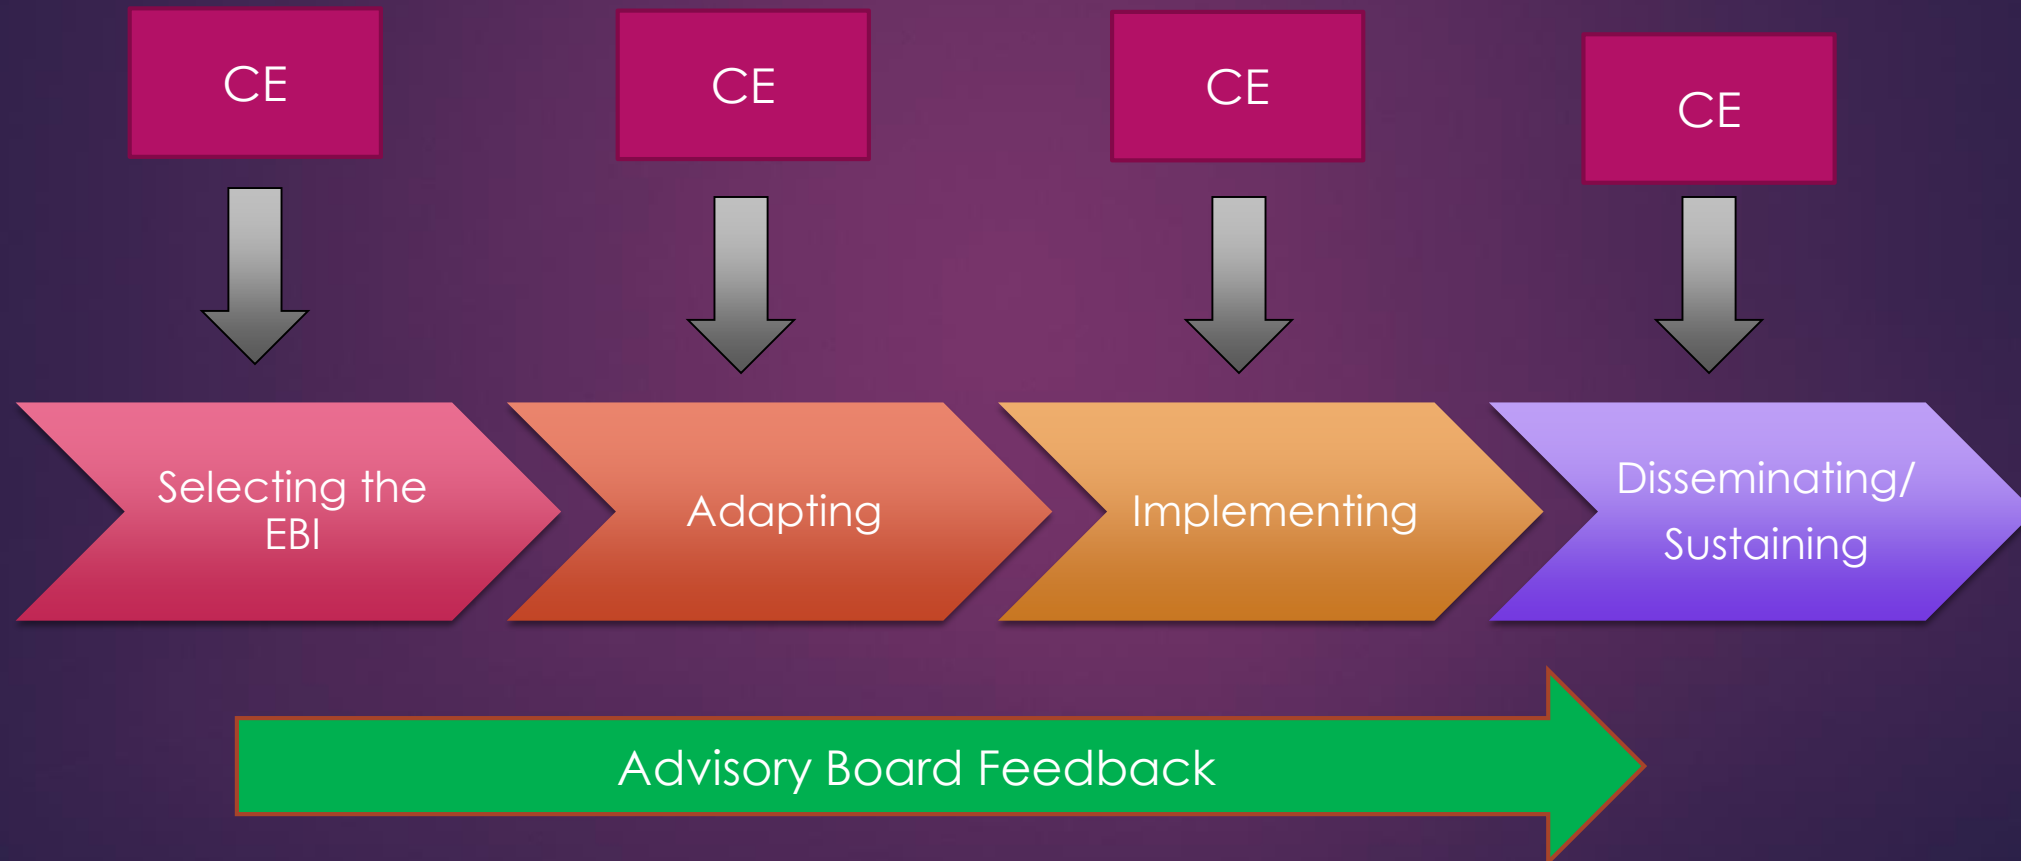 CE
CE
CE
CE
Selecting the
EBI
Adapting
Implementing
Disseminating/
Sustaining
Advisory Board Feedback